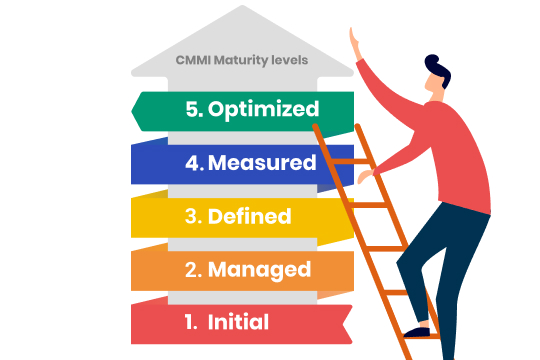 CMMI Maturity levels
5. Optimized
4. Measured
3. Defined
2. Managed
1. Initial